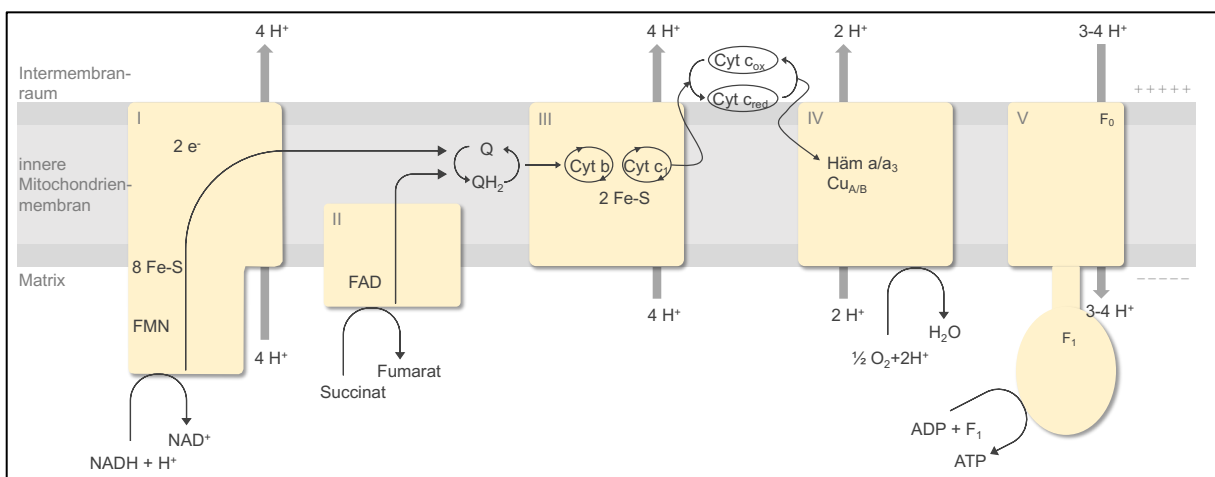 4 H⁺
4 H⁺
2 H⁺
3-4 H⁺
Intermembran-
raum
Cyt cₒₓ
Cyt c_red
+ + + + +
I
III
IV
V
F₀
2 e⁻
innere
Mitochondrien-
membran
Q
QH₂
Cyt b
Cyt c₁
2 Fe-S
Häm a/a₃
Cu_A/B
II
8 Fe-S
FAD
Matrix
– – – – –
FMN
4 H⁺
4 H⁺
2 H⁺
3-4 H⁺
H₂O
½ O₂+2H⁺
F₁
Fumarat
Succinat
NAD⁺
NADH + H⁺
ADP + F₁
ATP